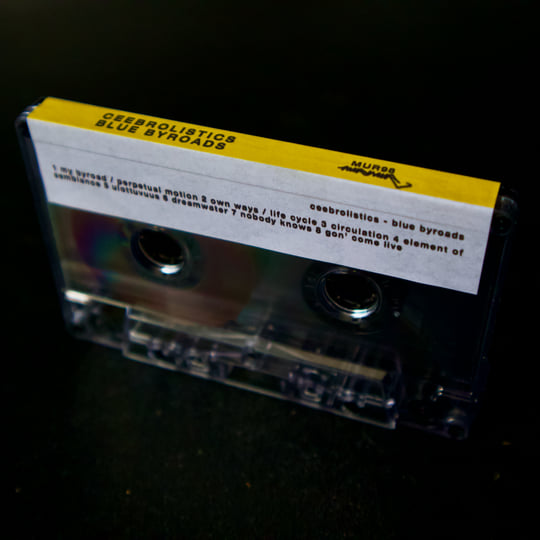 CEEBROLISTICS
BLUE BYROADS
MUR98
ceebrolistics - blue byroads
1 my byroad / perpetual motion 2 own ways / life cycle 3 circulation 4 element of
semblance 5 ulottuvuus 6 dreamwater 7 nobody knows 8 gon' come live